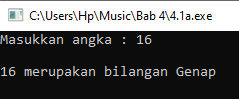 C:\Users\Hp\Music\Bab 4\4.1a.exe
Masukkan angka : 16
16 merupakan bilangan Genap